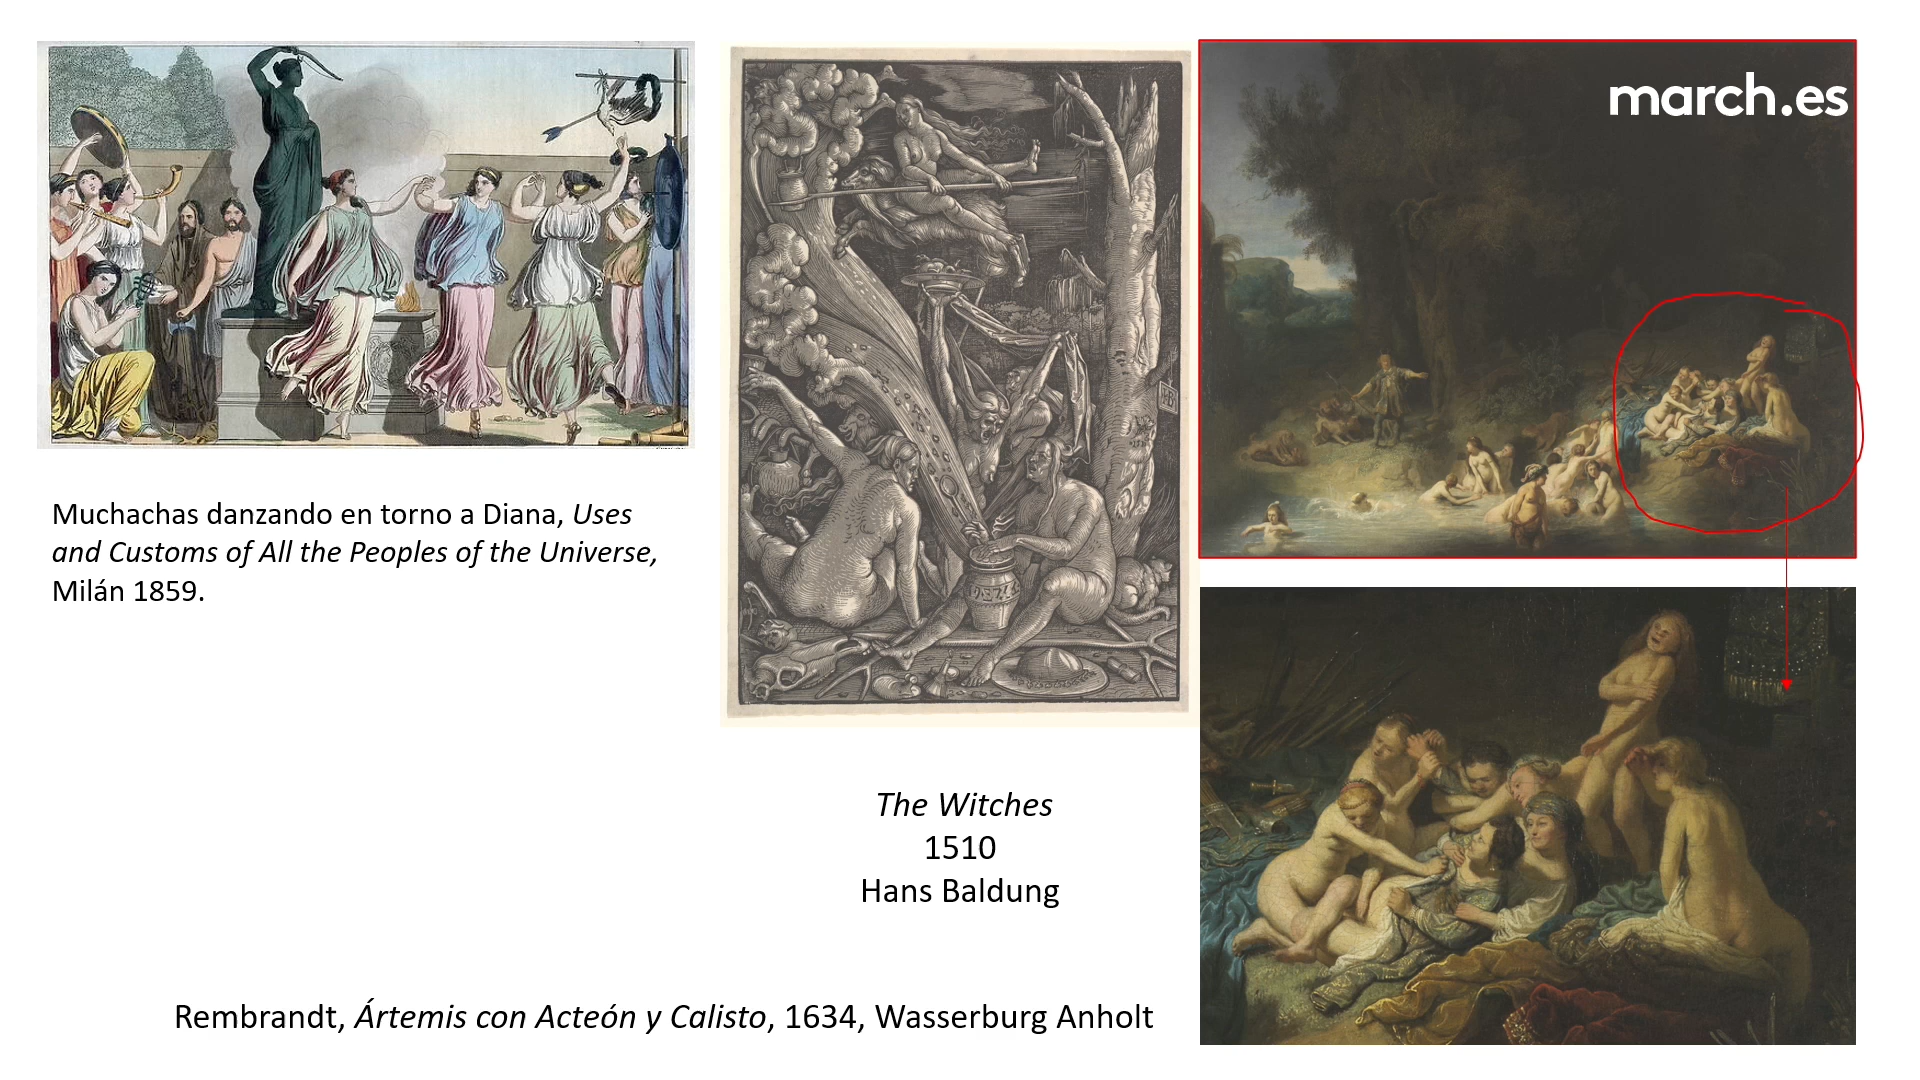 march.es
Muchachas danzando en torno a Diana, Uses
and Customs of All the Peoples of the Universe,
Milán 1859.
The Witches
1510
Hans Baldung
Rembrandt, Ártemis con Acteón y Calisto, 1634, Wasserburg Anholt